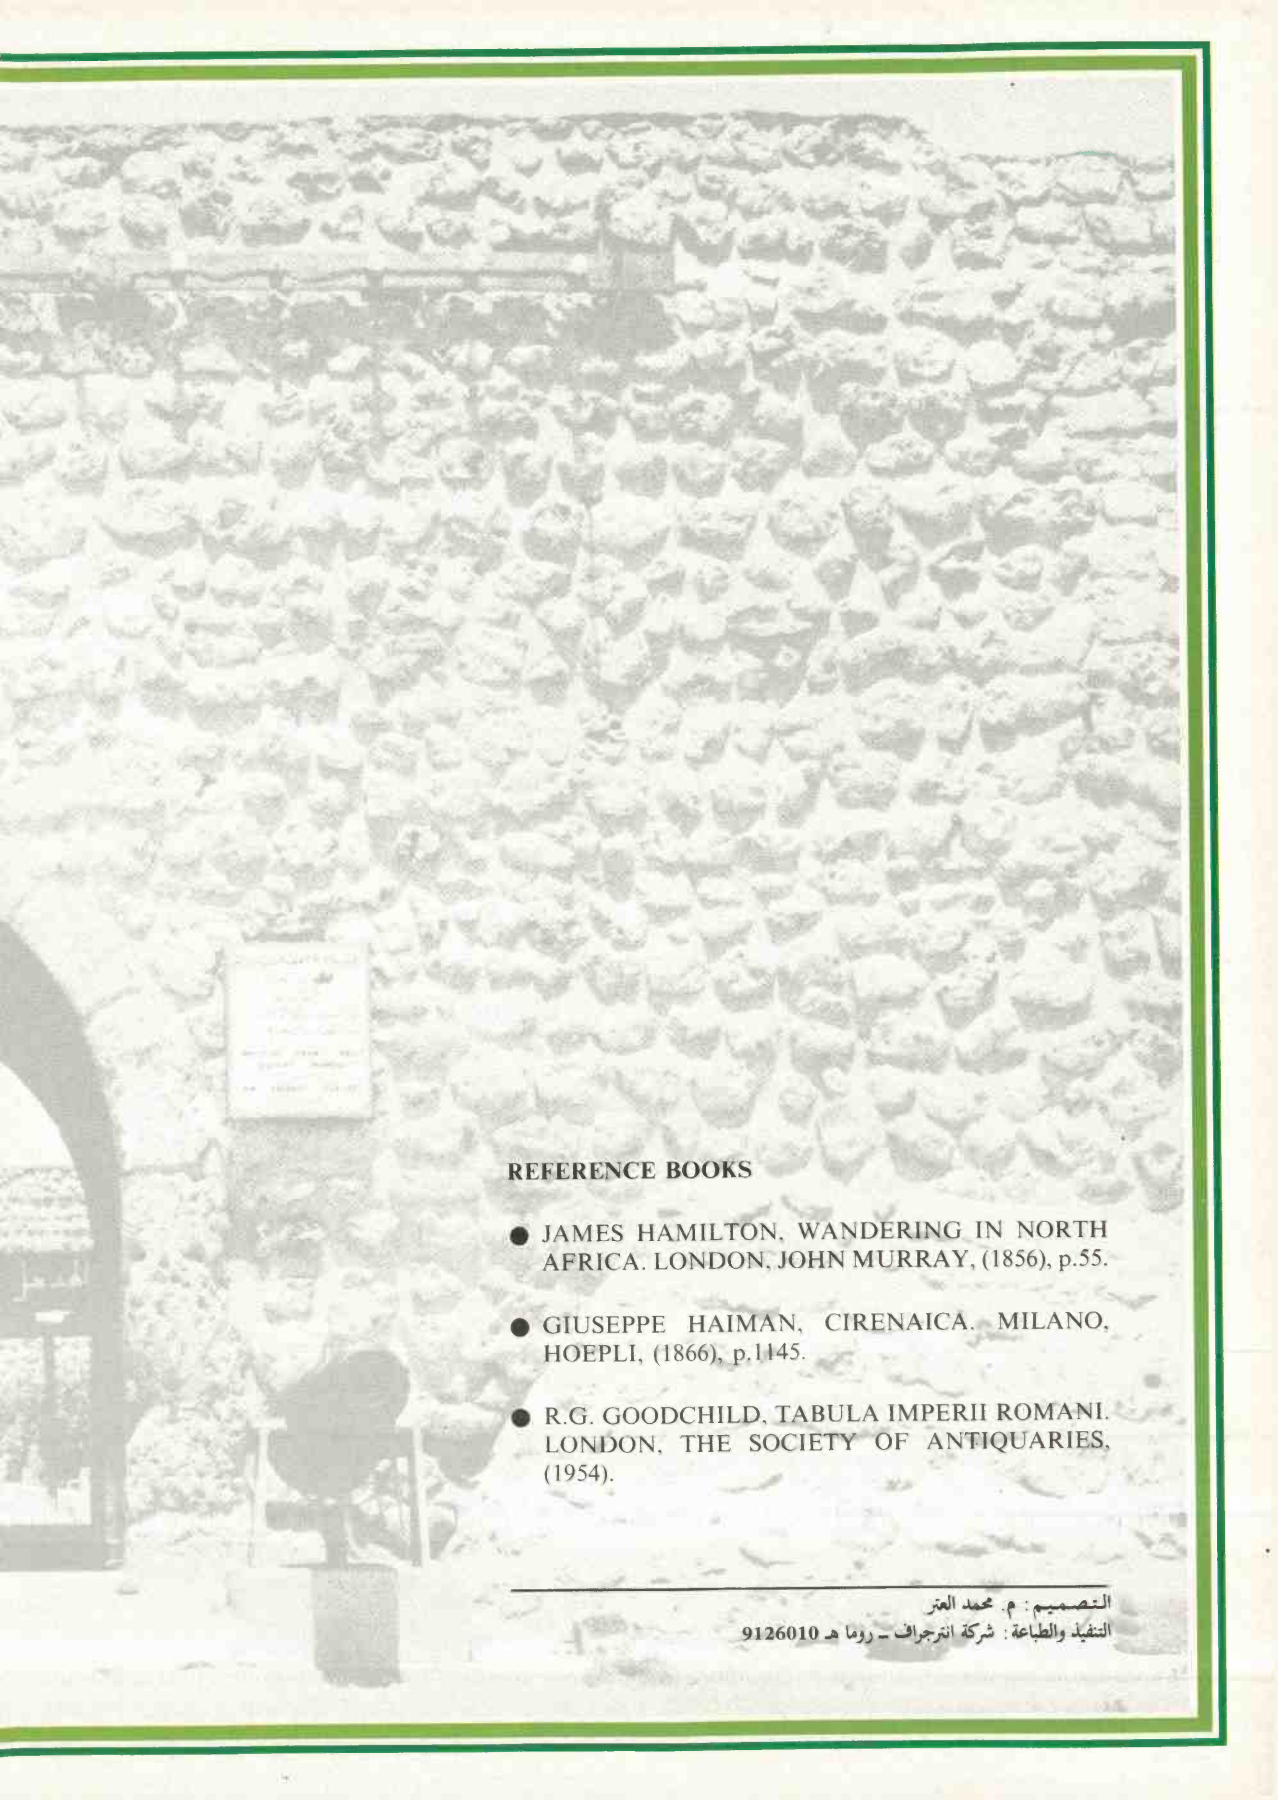 REFERENCE BOOKS
● JAMES HAMILTON, WANDERING IN NORTH
AFRICA. LONDON, JOHN MURRAY, (1856), p.55.
● GIUSEPPE HAIMAN, CIRENAICA. MILANO,
HOEPLI, (1866), p.1145.
● R.G. GOODCHILD, TABULA IMPERII ROMANI.
LONDON, THE SOCIETY OF ANTIQUARIES,
(1954).
التصميم : م. محمد العتر
التنفيذ والطباعة : شركة انترجراف ــ روما هـ 9126010